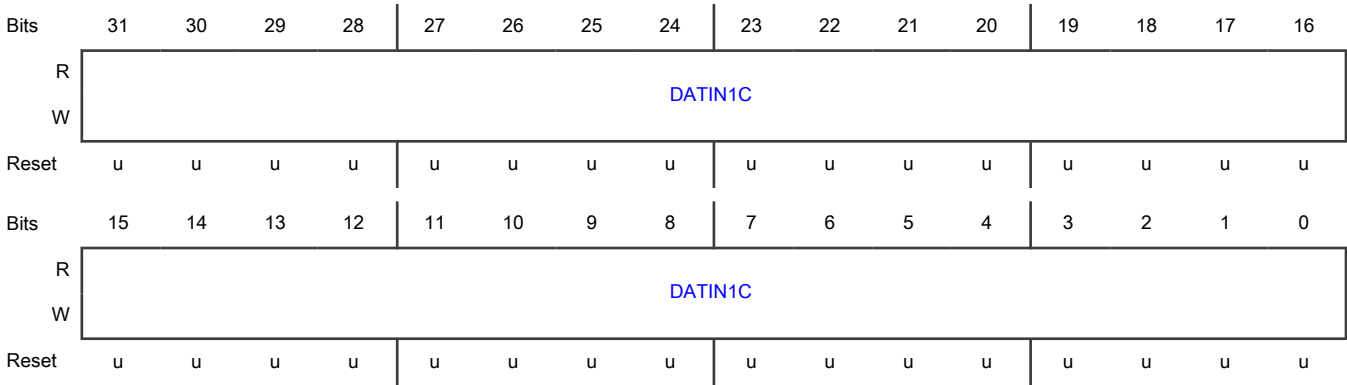 Bits 31 30 29 28 27 26 25 24 23 22 21 20 19 18 17 16
R
DATIN1C
W
Reset u u u u u u u u u u u u u u u u
Bits 15 14 13 12 11 10 9 8 7 6 5 4 3 2 1 0
R
DATIN1C
W
Reset u u u u u u u u u u u u u u u u